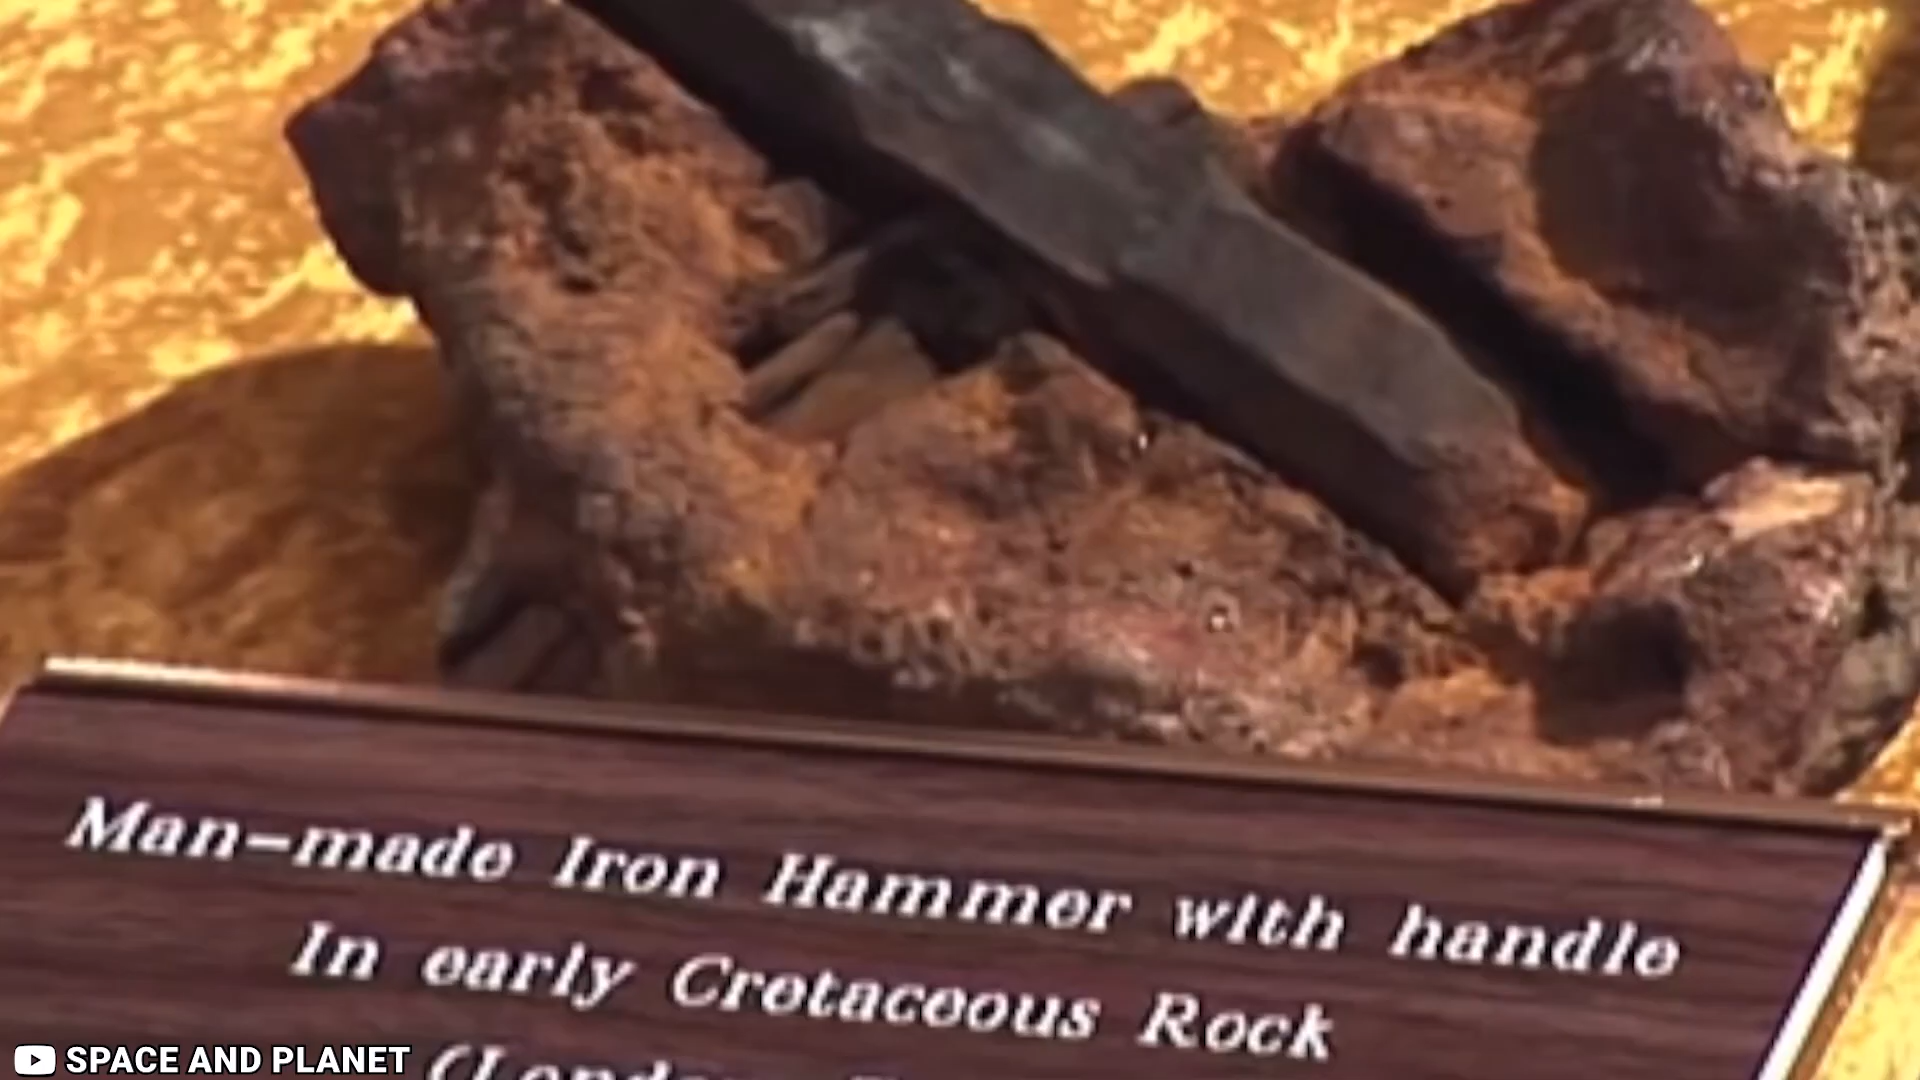 Man-made Iron Hammer with handle
In early Cretaceous Rock
SPACE AND PLANET